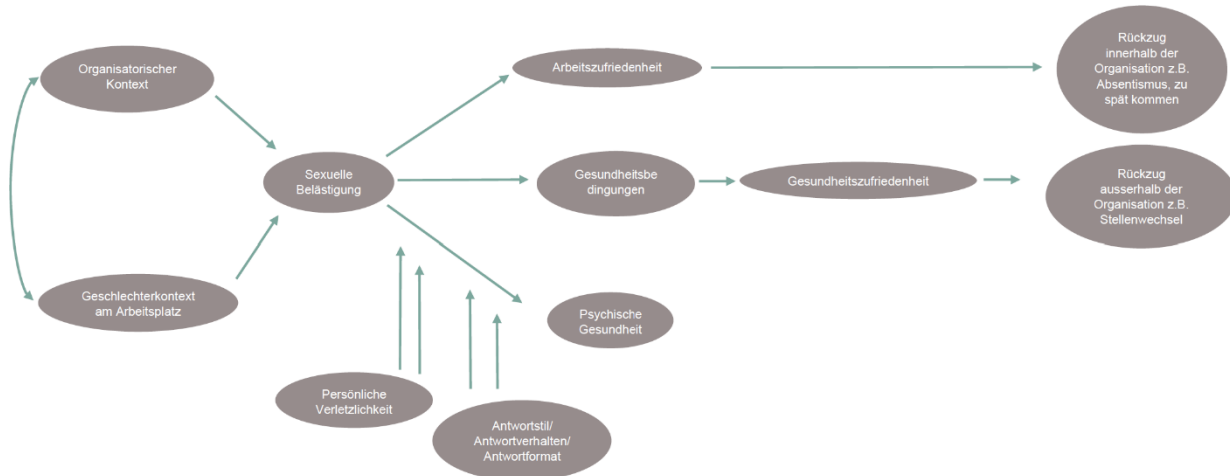 Organisatorischer
Kontext
Arbeitszufriedenheit
Rückzug
innerhalb der
Organisation z.B.
Absentismus, zu
spät kommen
Sexuelle
Belästigung
Gesundheitsbe
dingungen
Gesundheitszufriedenheit
Rückzug
ausserhalb der
Organisation z.B.
Stellenwechsel
Geschlechterkontext
am Arbeitsplatz
Psychische
Gesundheit
Persönliche
Verletzlichkeit
Antwortstil/
Antwortverhalten/
Antwortformat